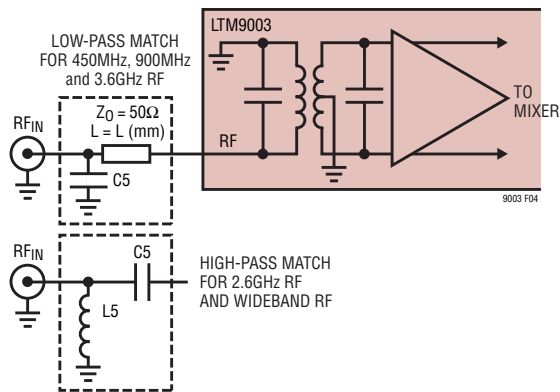 LTM9003
LOW-PASS MATCH
FOR 450MHz, 900MHz
and 3.6GHz RF
ZO = 50Ω
L = L (mm)
RFIN
RF
C5
TO
MIXER
9003 F04
RFIN
C5
L5
HIGH-PASS MATCH
FOR 2.6GHz RF
AND WIDEBAND RF